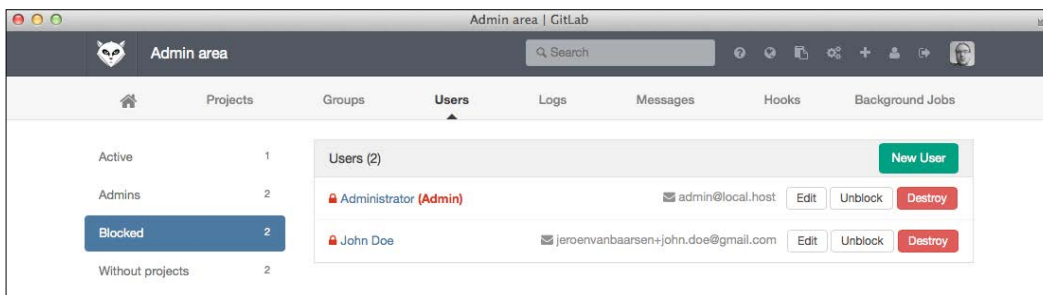 Admin area | GitLab
Admin area
Search
Projects Groups Users Logs Messages Hooks Background Jobs
Active 1
Users (2) New User
Admins 2
Administrator (Admin) admin@local.host Edit Unblock Destroy
Blocked 2
John Doe jeroenvanbaarsen+john.doe@gmail.com Edit Unblock Destroy
Without projects 2